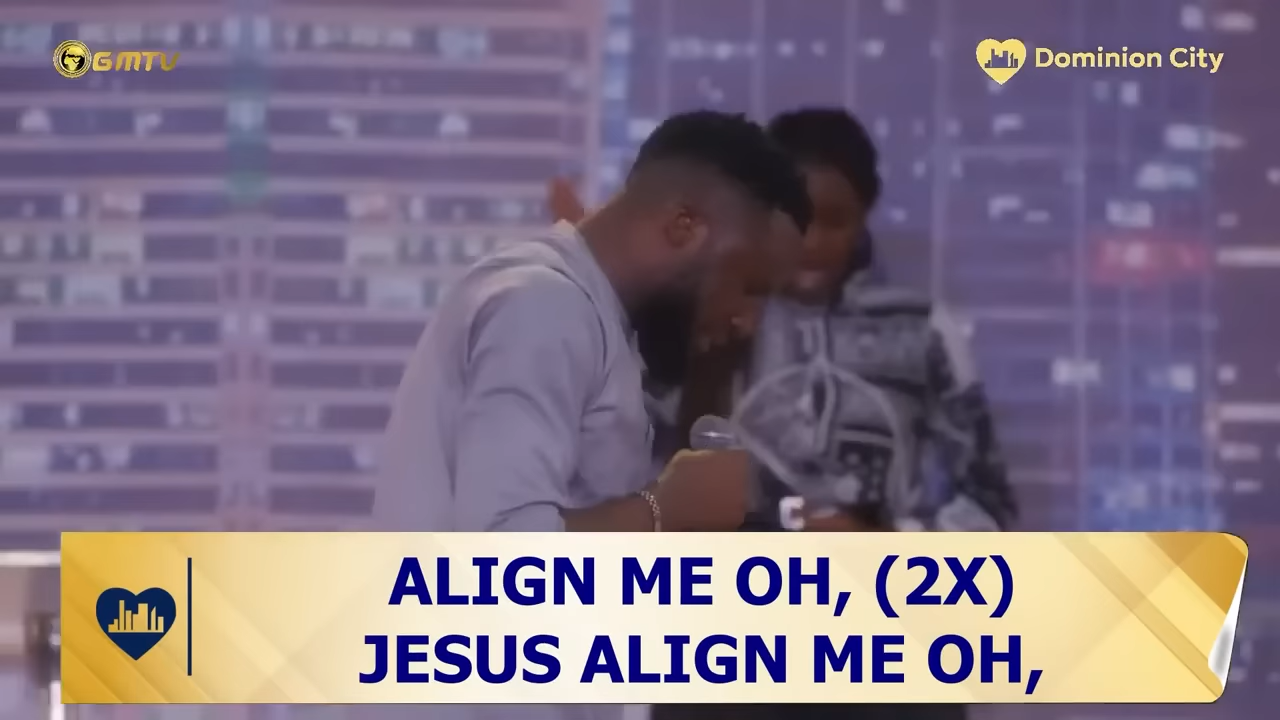 GMTV
Dominion City
ALIGN ME OH, (2X)
JESUS ALIGN ME OH,